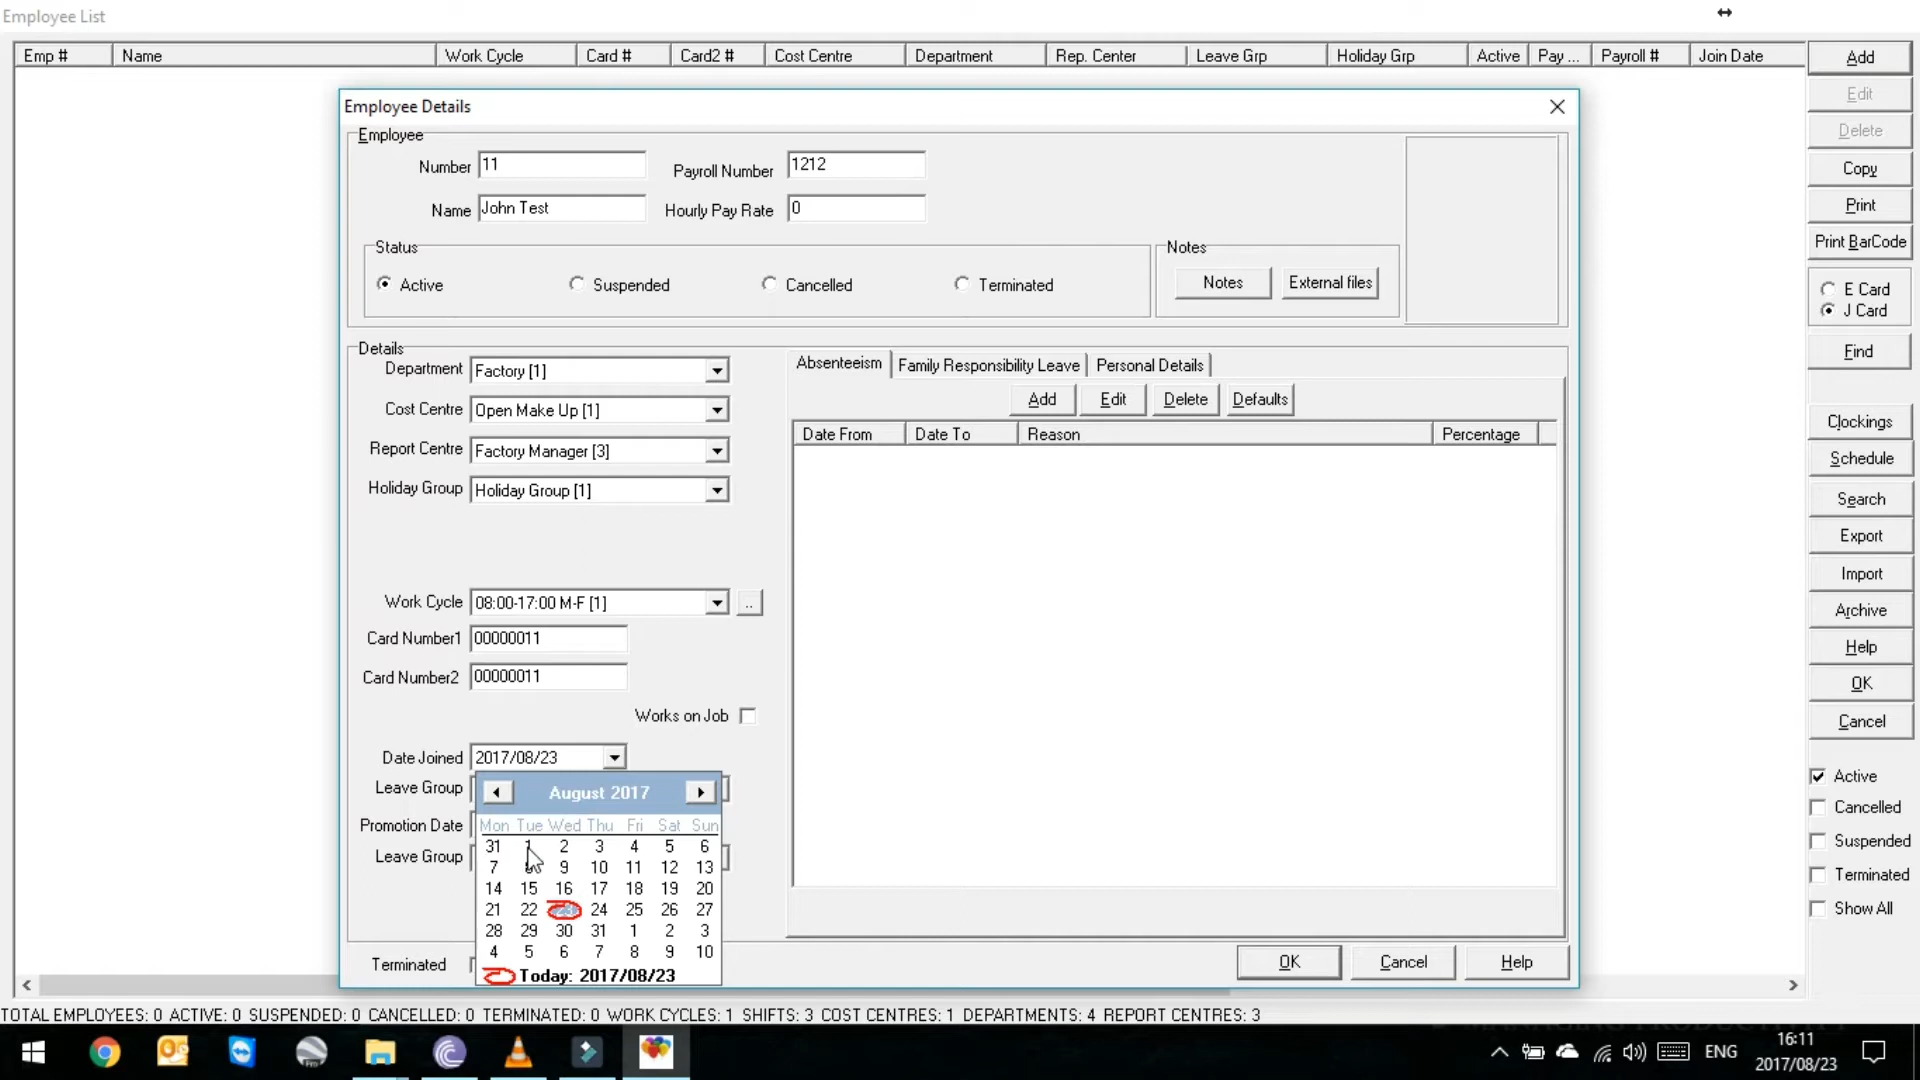 Employee List
Emp # Name Work Cycle Card # Card2 # Cost Centre Department Rep. Center Leave Grp Holiday Grp Active Pay ... Payroll # Join Date
Add
Edit
Delete
Copy
Print
Print BarCode
E Card
J Card
Find
Clockings
Schedule
Search
Export
Import
Archive
Help
OK
Cancel
Active
Cancelled
Suspended
Terminated
Show All
Employee Details
Employee
Number 11 Payroll Number 1212
Name John Test Hourly Pay Rate 0
Status
Active Suspended Cancelled Terminated
Notes
Notes External files
Details
Department Factory [1]
Cost Centre Open Make Up [1]
Report Centre Factory Manager [3]
Holiday Group Holiday Group [1]
Work Cycle 08:00-17:00 M-F [1] ..
Card Number1 00000011
Card Number2 00000011
Works on Job
Date Joined 2017/08/23
Leave Group
Promotion Date
Leave Group
Terminated
August 2017
Mon Tue Wed Thu Fri Sat Sun
31 1 2 3 4 5 6
7 8 9 10 11 12 13
14 15 16 17 18 19 20
21 22 23 24 25 26 27
28 29 30 31 1 2 3
4 5 6 7 8 9 10
Today: 2017/08/23
Absenteeism Family Responsibility Leave Personal Details
Add Edit Delete Defaults
Date From Date To Reason Percentage
OK Cancel Help
TOTAL EMPLOYEES: 0 ACTIVE: 0 SUSPENDED: 0 CANCELLED: 0 TERMINATED: 0 WORK CYCLES: 1 SHIFTS: 3 COST CENTRES: 1 DEPARTMENTS: 4 REPORT CENTRES: 3
ENG
16:11
2017/08/23